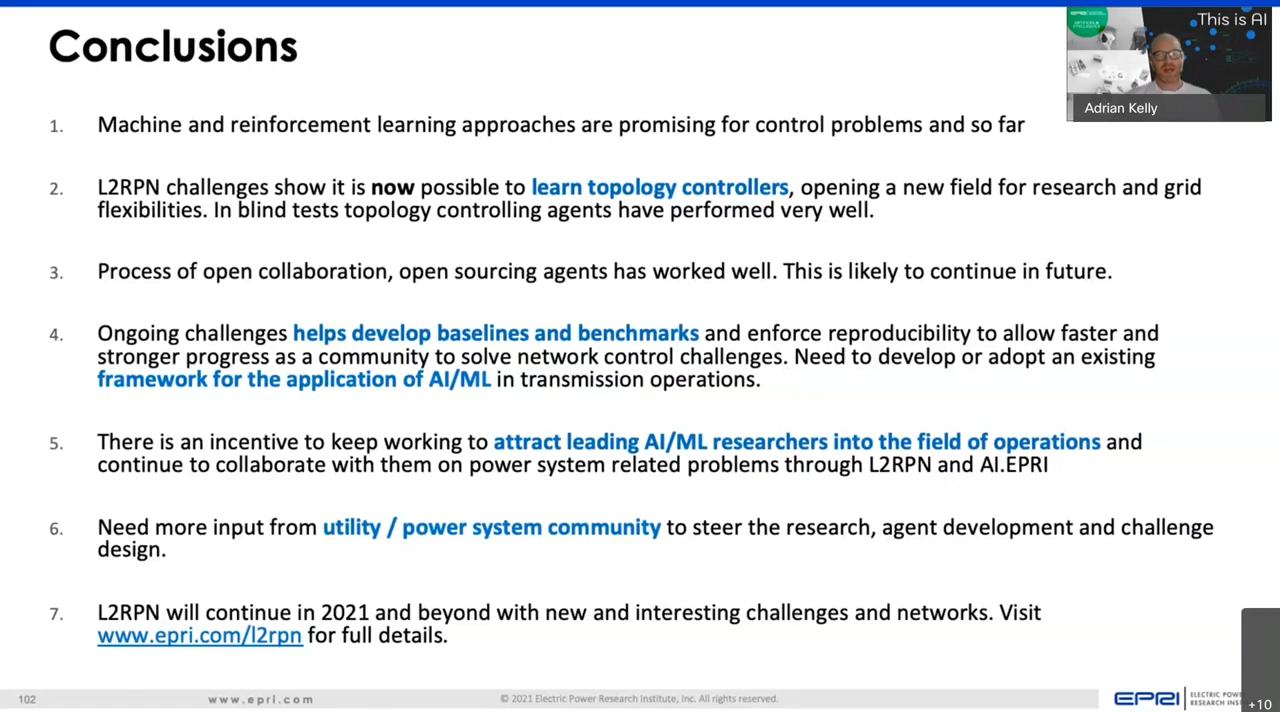 Conclusions
This is AI
Adrian Kelly
1. Machine and reinforcement learning approaches are promising for control problems and so far
2. L2RPN challenges show it is now possible to learn topology controllers, opening a new field for research and grid
flexibilities. In blind tests topology controlling agents have performed very well.
3. Process of open collaboration, open sourcing agents has worked well. This is likely to continue in future.
4. Ongoing challenges helps develop baselines and benchmarks and enforce reproducibility to allow faster and
stronger progress as a community to solve network control challenges. Need to develop or adopt an existing
framework for the application of AI/ML in transmission operations.
5. There is an incentive to keep working to attract leading AI/ML researchers into the field of operations and
continue to collaborate with them on power system related problems through L2RPN and AI.EPRI
6. Need more input from utility / power system community to steer the research, agent development and challenge
design.
7. L2RPN will continue in 2021 and beyond with new and interesting challenges and networks. Visit
www.epri.com/l2rpn for full details.
102
www.epri.com
© 2021 Electric Power Research Institute, Inc. All rights reserved.
EPRI
ELECTRIC POW
RESEARCH INST
+10